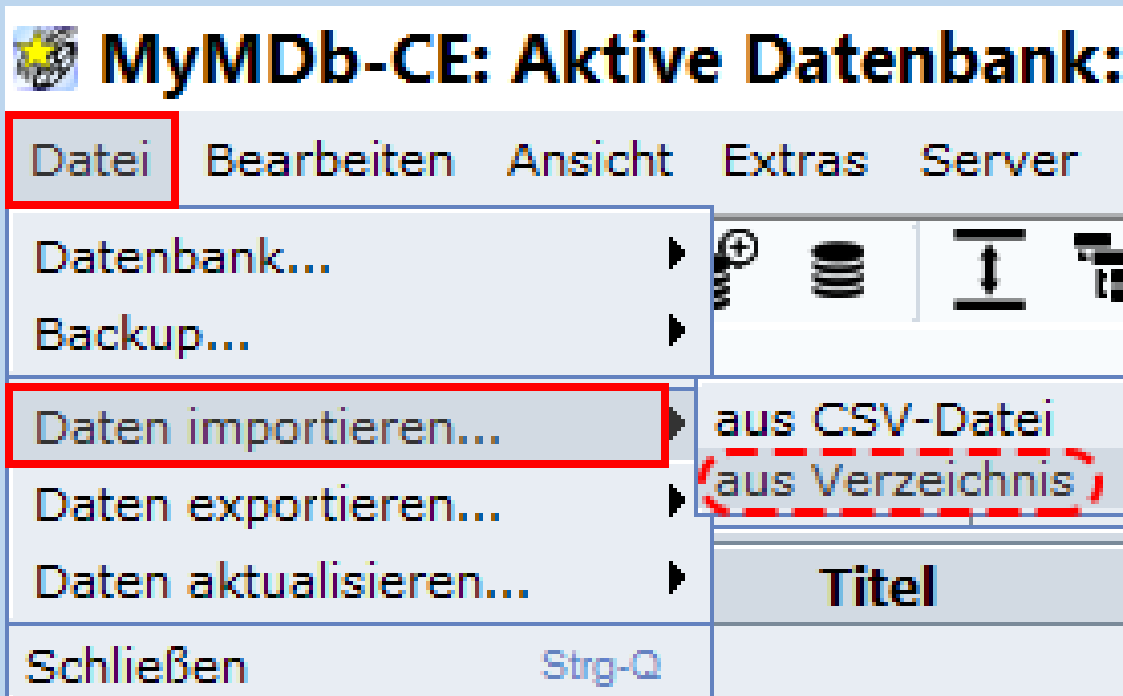 MyMDb-CE: Aktive Datenbank:
Datei Bearbeiten Ansicht Extras Server
Datenbank...
Backup...
Daten importieren...
aus CSV-Datei
aus Verzeichnis
Daten exportieren...
Daten aktualisieren...
Titel
Schließen Strg-Q